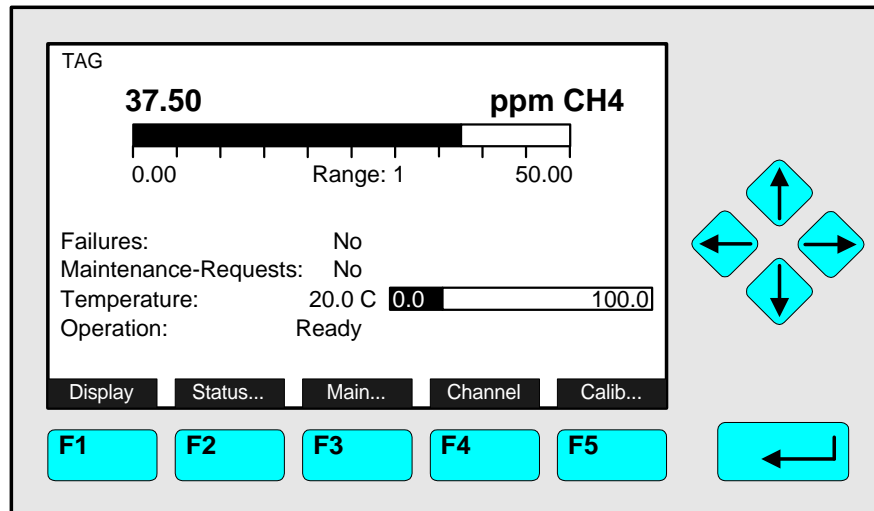 TAG
37.50 ppm CH4
0.00 Range: 1 50.00
Failures: No
Maintenance-Requests: No
Temperature: 20.0 C 0.0 100.0
Operation: Ready
Display Status... Main... Channel Calib...
F1 F2 F3 F4 F5